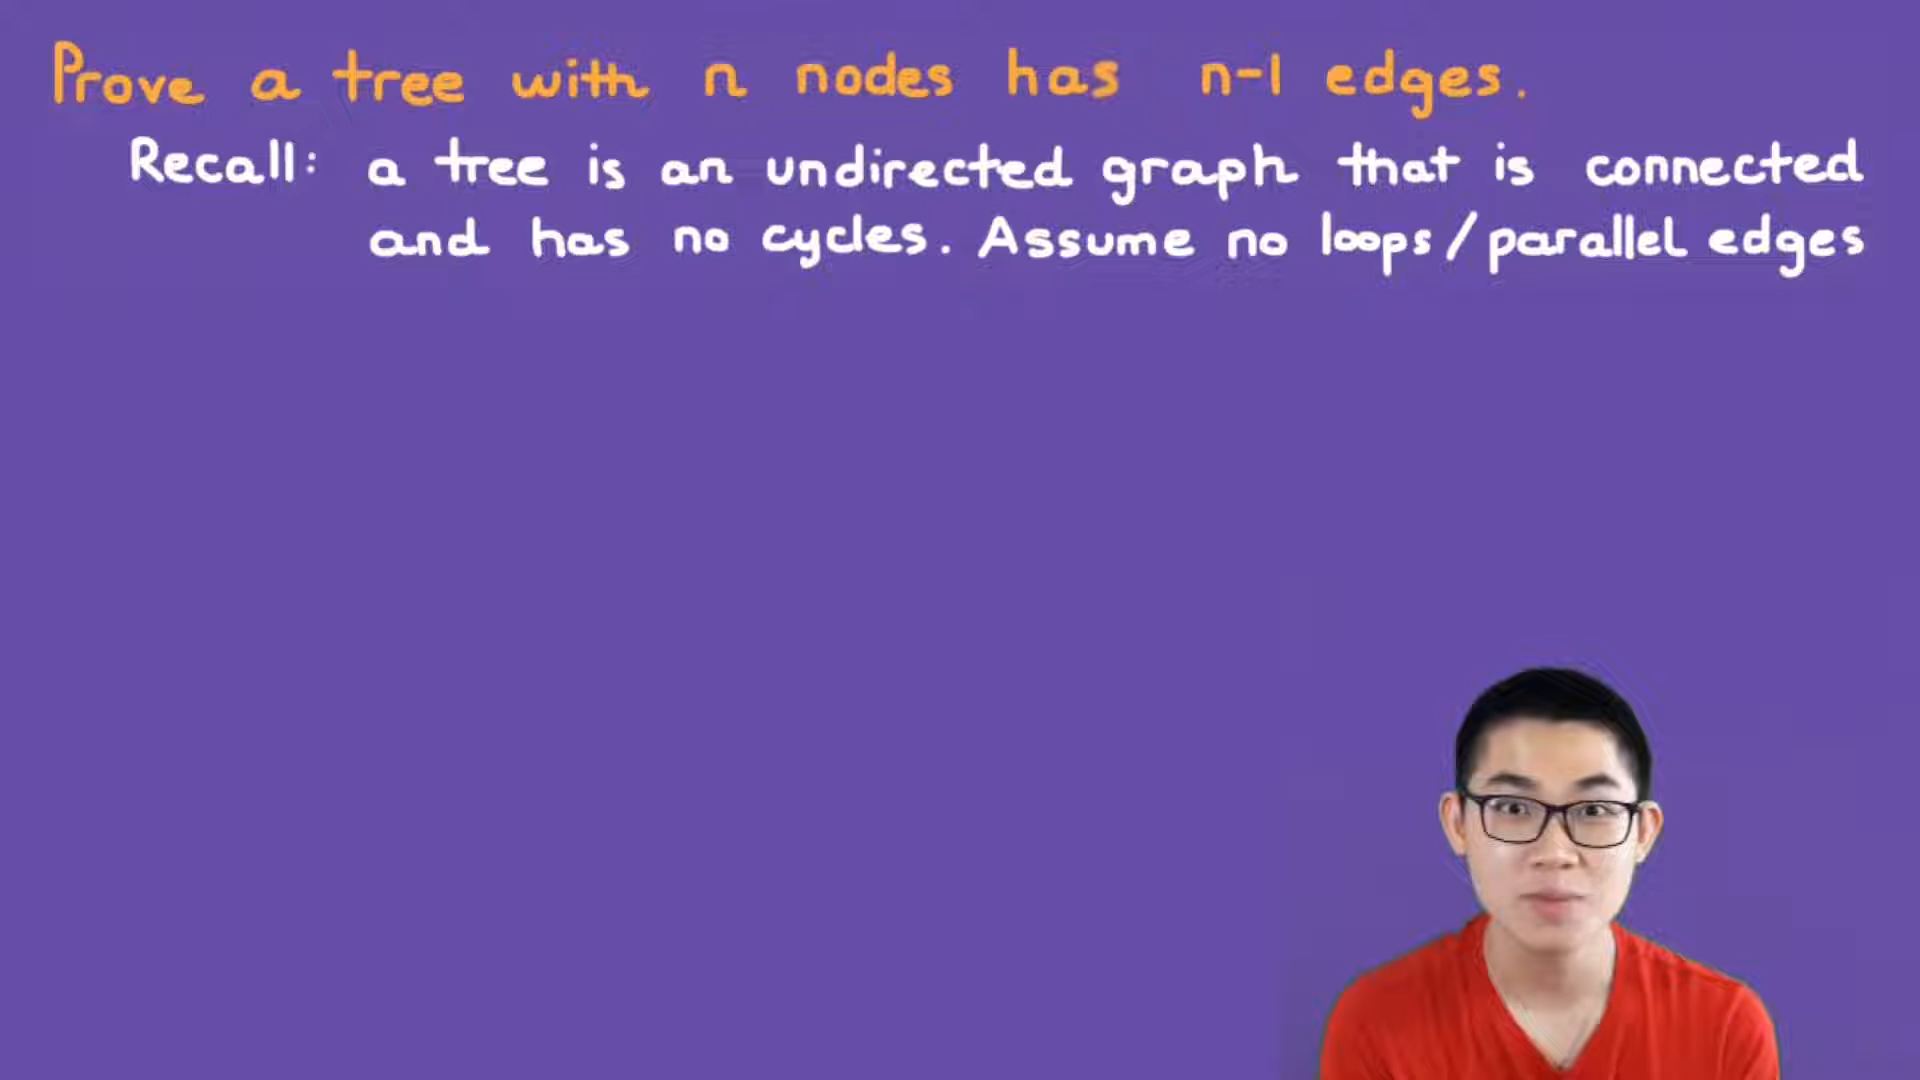 Prove a tree with n nodes has n-1 edges.
Recall: a tree is an undirected graph that is connected
and has no cycles. Assume no loops/parallel edges